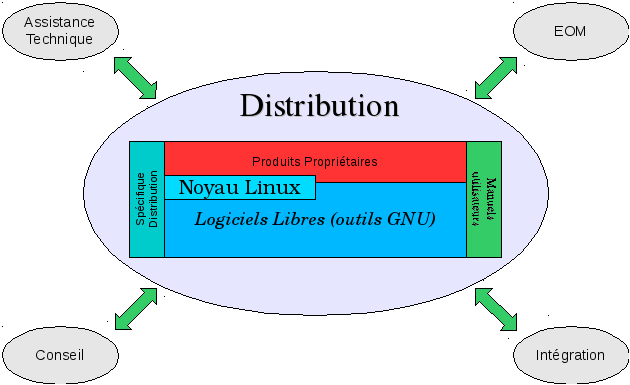 Assistance
Technique
EOM
Distribution
Spécifique
Distribution
Produits Propriétaires
Noyau Linux
Logiciels Libres (outils GNU)
Manuels
utilisateurs
Conseil
Intégration